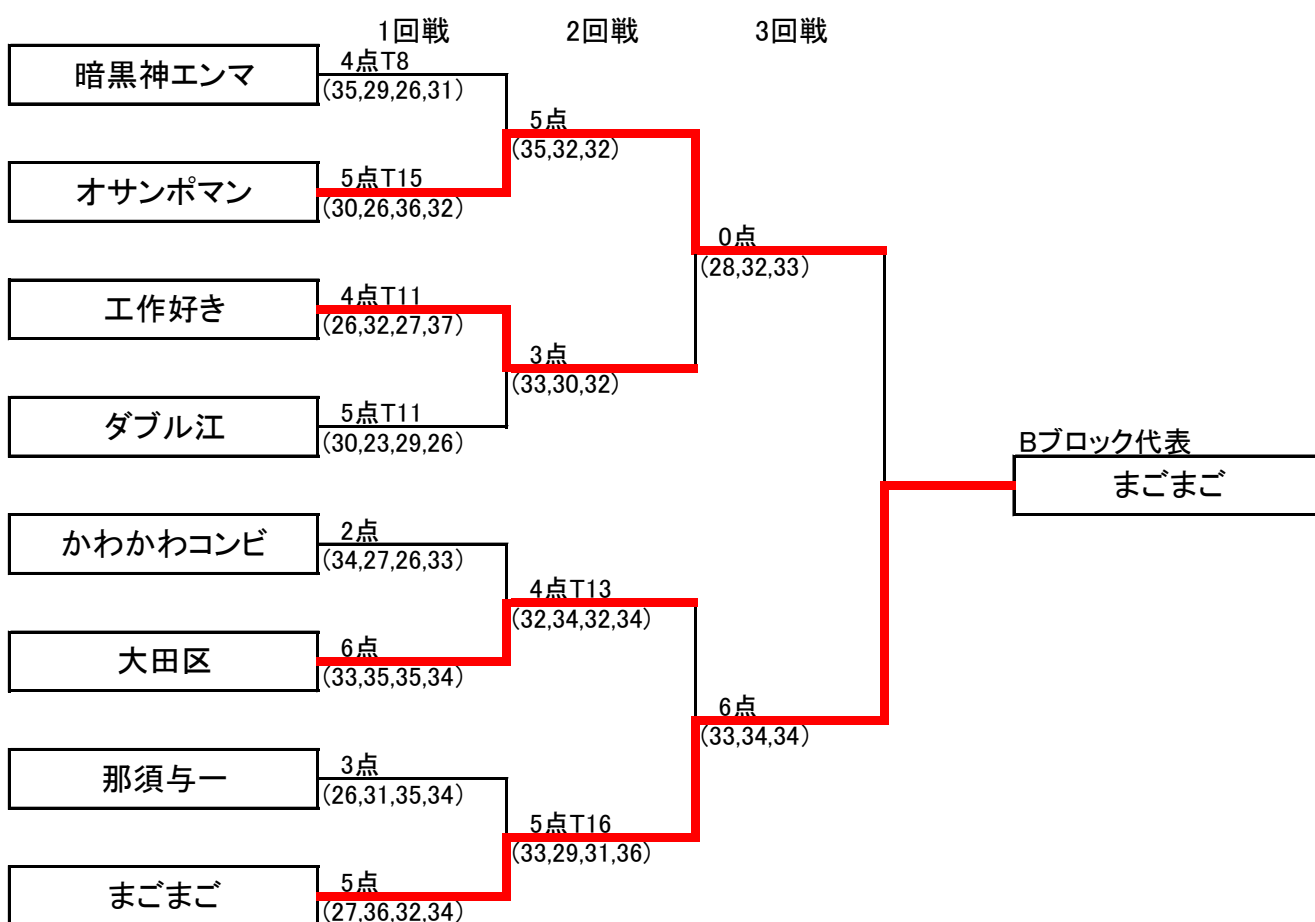 1回戦 2回戦 3回戦
暗黒神エンマ 4点T8
(35,29,26,31)
5点
(35,32,32)
オサンポマン 5点T15
(30,26,36,32)
0点
(28,32,33)
工作好き 4点T11
(26,32,27,37)
3点
(33,30,32)
ダブル江 5点T11
(30,23,29,26)
Bブロック代表
まごまご
かわかわコンビ 2点
(34,27,26,33)
4点T13
(32,34,32,34)
大田区 6点
(33,35,35,34)
6点
(33,34,34)
那須与一 3点
(26,31,35,34)
5点T16
(33,29,31,36)
まごまご 5点
(27,36,32,34)